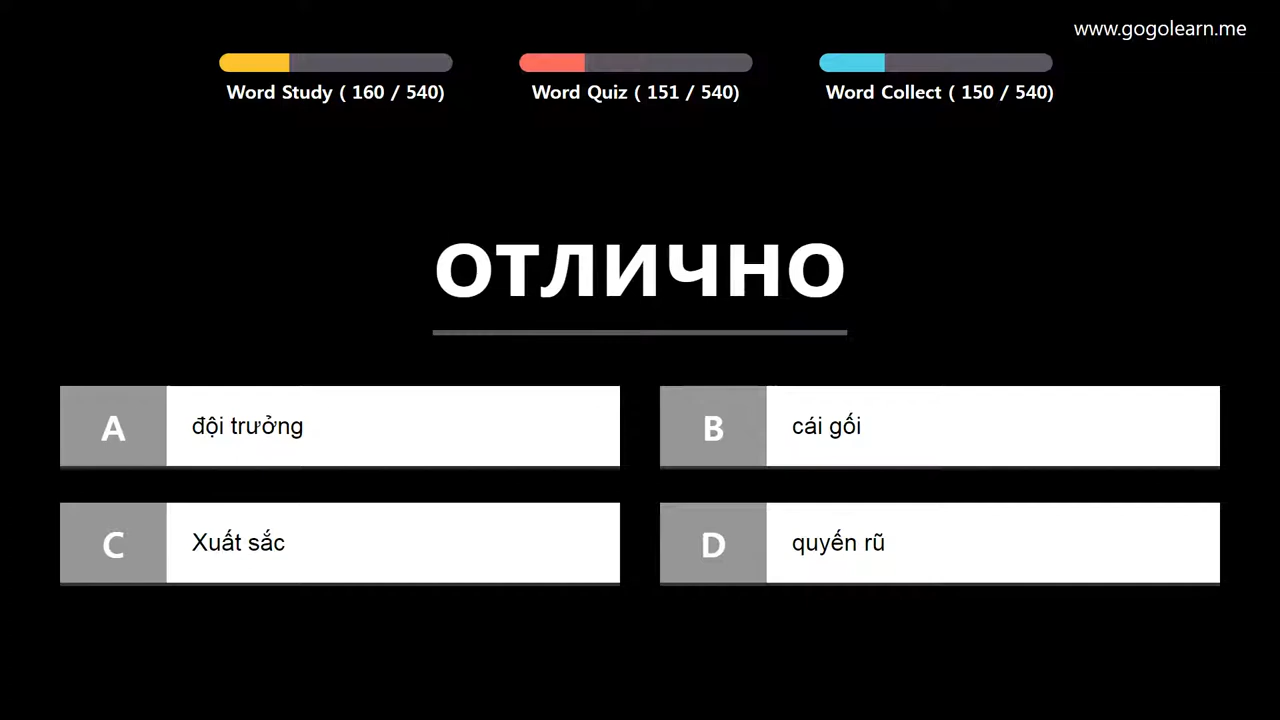 www.gogolearn.me
Word Study ( 160 / 540)
Word Quiz ( 151 / 540)
Word Collect ( 150 / 540)
отлично
A đội trưởng
B cái gối
C Xuất sắc
D quyến rũ